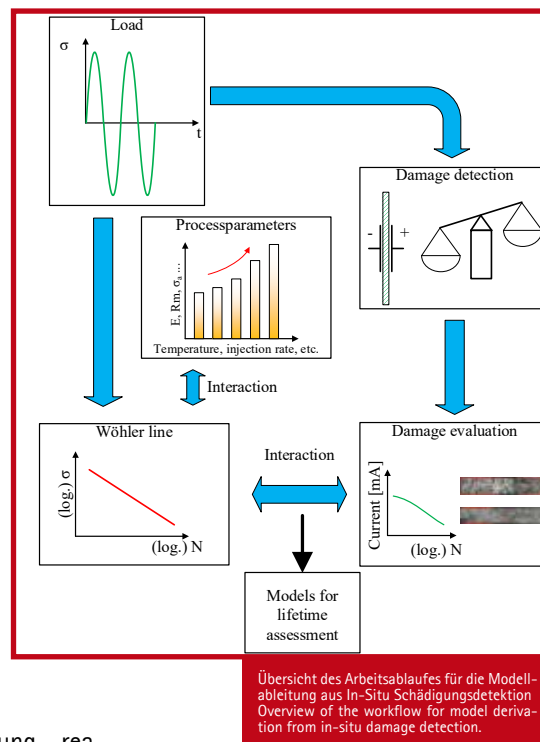 Load
σ
t
Damage detection
- +
Processparameters
E, Rm, σa ...
Temperature, injection rate, etc.
Interaction
Wöhler line
(log.) σ
(log.) N
Interaction
Damage evaluation
Current [mA]
(log.) N
Models for
lifetime
assessment
Übersicht des Arbeitsablaufes für die Modell-
ableitung aus In-Situ Schädigungsdetektion
Overview of the workflow for model deriva-
tion from in-situ damage detection.